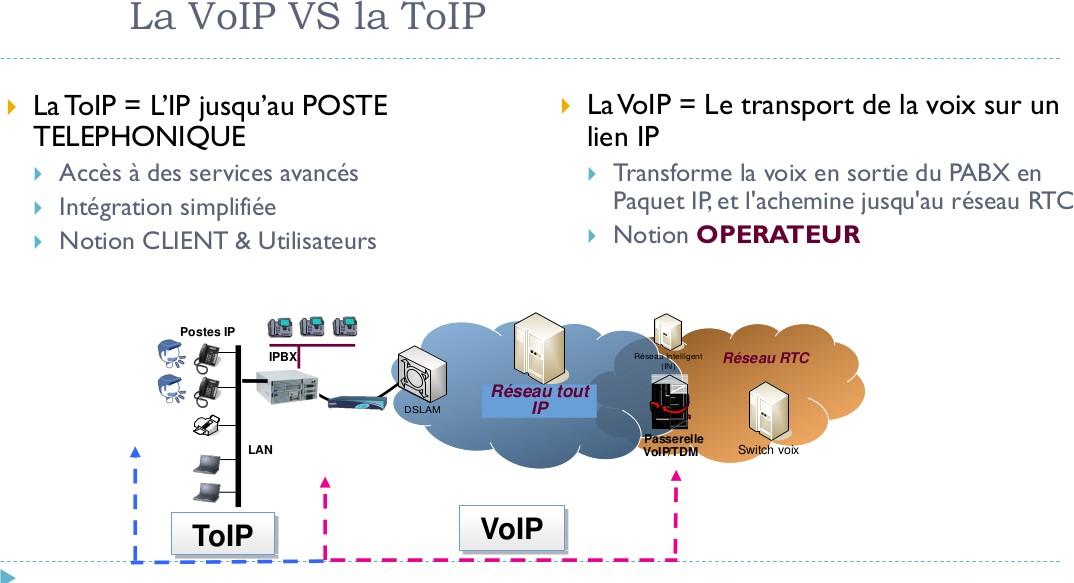 La VoIP VS la ToIP
La ToIP = L’IP jusqu’au POSTE
TELEPHONIQUE
Accès à des services avancés
Intégration simplifiée
Notion CLIENT & Utilisateurs
La VoIP = Le transport de la voix sur un
lien IP
Transforme la voix en sortie du PABX en
Paquet IP, et l'achemine jusqu'au réseau RTC
Notion OPERATEUR
Postes IP
IPBX
LAN
DSLAM
Réseau tout
IP
Réseau Intelligent
(IN)
Réseau RTC
Passerelle
VoIP/TDM
Switch voix
ToIP
VoIP